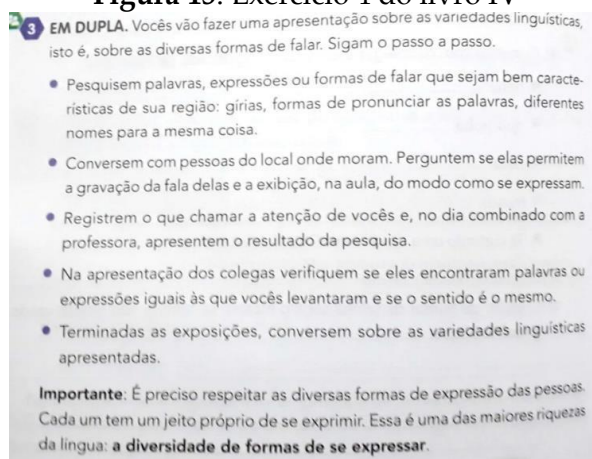 Figura 15: Exercício 4 do livro IV
3 EM DUPLA. Vocês vão fazer uma apresentação sobre as variedades linguísticas,
isto é, sobre as diversas formas de falar. Sigam o passo a passo.
• Pesquisem palavras, expressões ou formas de falar que sejam bem caracte-
rísticas de sua região: gírias, formas de pronunciar as palavras, diferentes
nomes para a mesma coisa.
• Conversem com pessoas do local onde moram. Perguntem se elas permitem
a gravação da fala delas e a exibição, na aula, do modo como se expressam.
• Registrem o que chamar a atenção de vocês e, no dia combinado com a
professora, apresentem o resultado da pesquisa.
• Na apresentação dos colegas verifiquem se eles encontraram palavras ou
expressões iguais às que vocês levantaram e se o sentido é o mesmo.
• Terminadas as exposições, conversem sobre as variedades linguísticas
apresentadas.
Importante: É preciso respeitar as diversas formas de expressão das pessoas.
Cada um tem um jeito próprio de se exprimir. Essa é uma das maiores riquezas
da língua: a diversidade de formas de se expressar.